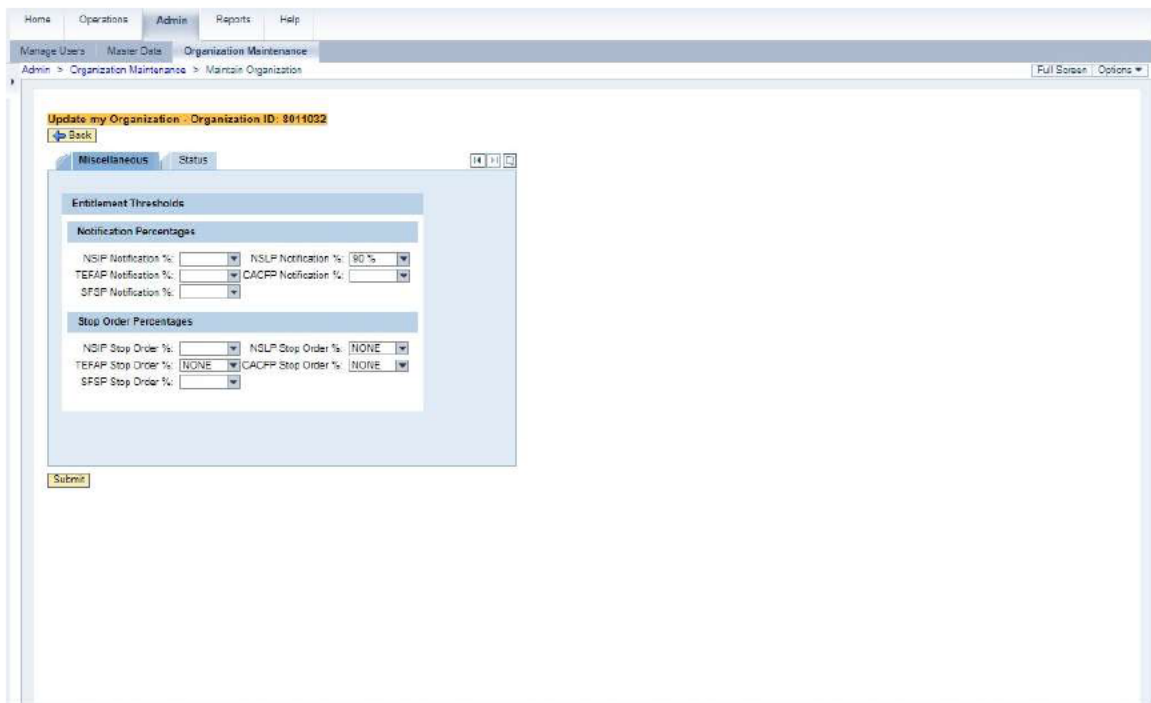 Home Operations Admin Reports Help
Manage Users Master Data Organization Maintenance
Admin > Organization Maintenance > Maintain Organization Full Screen Options
Update my Organization - Organization ID: 8011032
Back
Miscellaneous Status
Entitlement Thresholds
Notification Percentages
NSIP Notification %: NSLP Notification %: 90 %
TEFAP Notification %: CACFP Notification %:
SFSP Notification %:
Stop Order Percentages
NSIP Stop Order %: NSLP Stop Order %: NONE
TEFAP Stop Order %: NONE CACFP Stop Order %: NONE
SFSP Stop Order %:
Submit